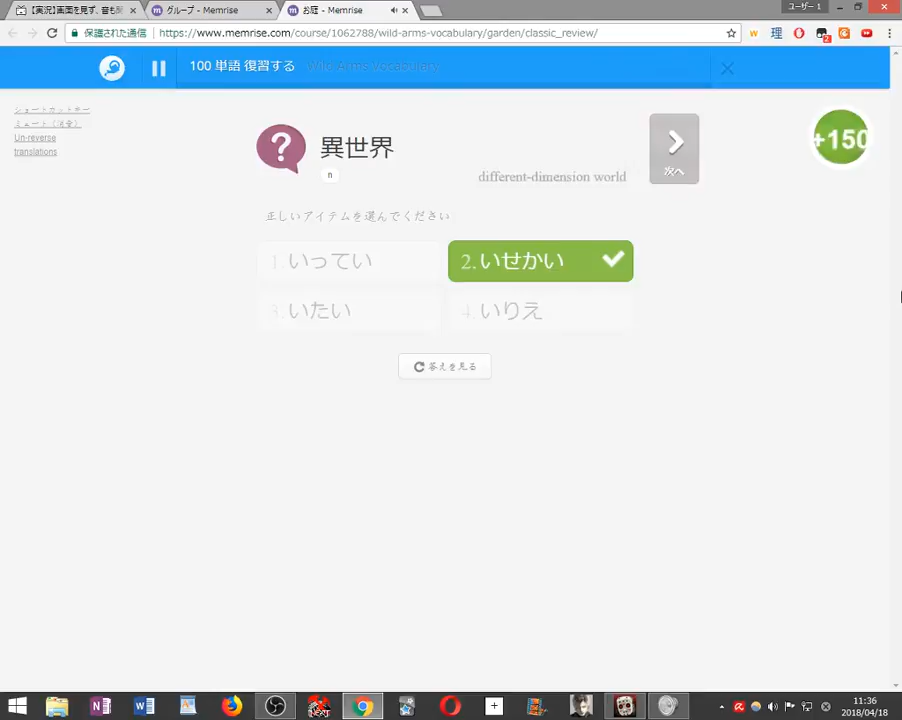 【実況】画面を見ず、音も
グループ - Memrise
お庭 - Memrise
ユーザー 1
保護された通信
https://www.memrise.com/course/1062788/wild-arms-vocabulary/garden/classic_review/
100 単語 復習する Wild Arms Vocabulary
ショートカットキー
ミュート (消音)
Un-reverse
translations
異世界
n
different-dimension world
次へ
+150
正しいアイテムを選んでください
1. いってい
2. いせかい
3. いたい
4. いりえ
答えを見る
11:36
2018/04/18